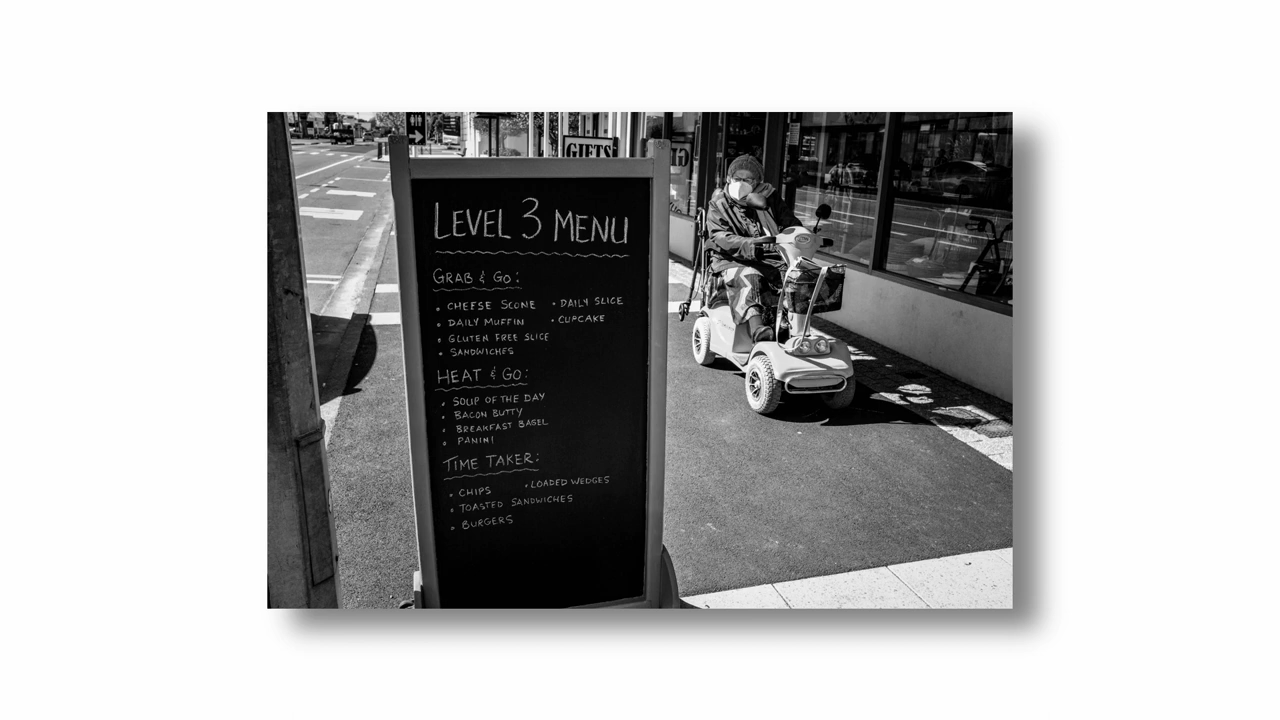 GIFTS
LEVEL 3 MENU
GRAB & GO:
• CHEESE SCONE • DAILY SLICE
• DAILY MUFFIN • CUPCAKE
• GLUTEN FREE SLICE
• SANDWICHES
HEAT & GO:
• SOUP OF THE DAY
• BACON BUTTY
• BREAKFAST BAGEL
• PANINI
TIME TAKER:
• CHIPS • LOADED WEDGES
• TOASTED SANDWICHES
• BURGERS